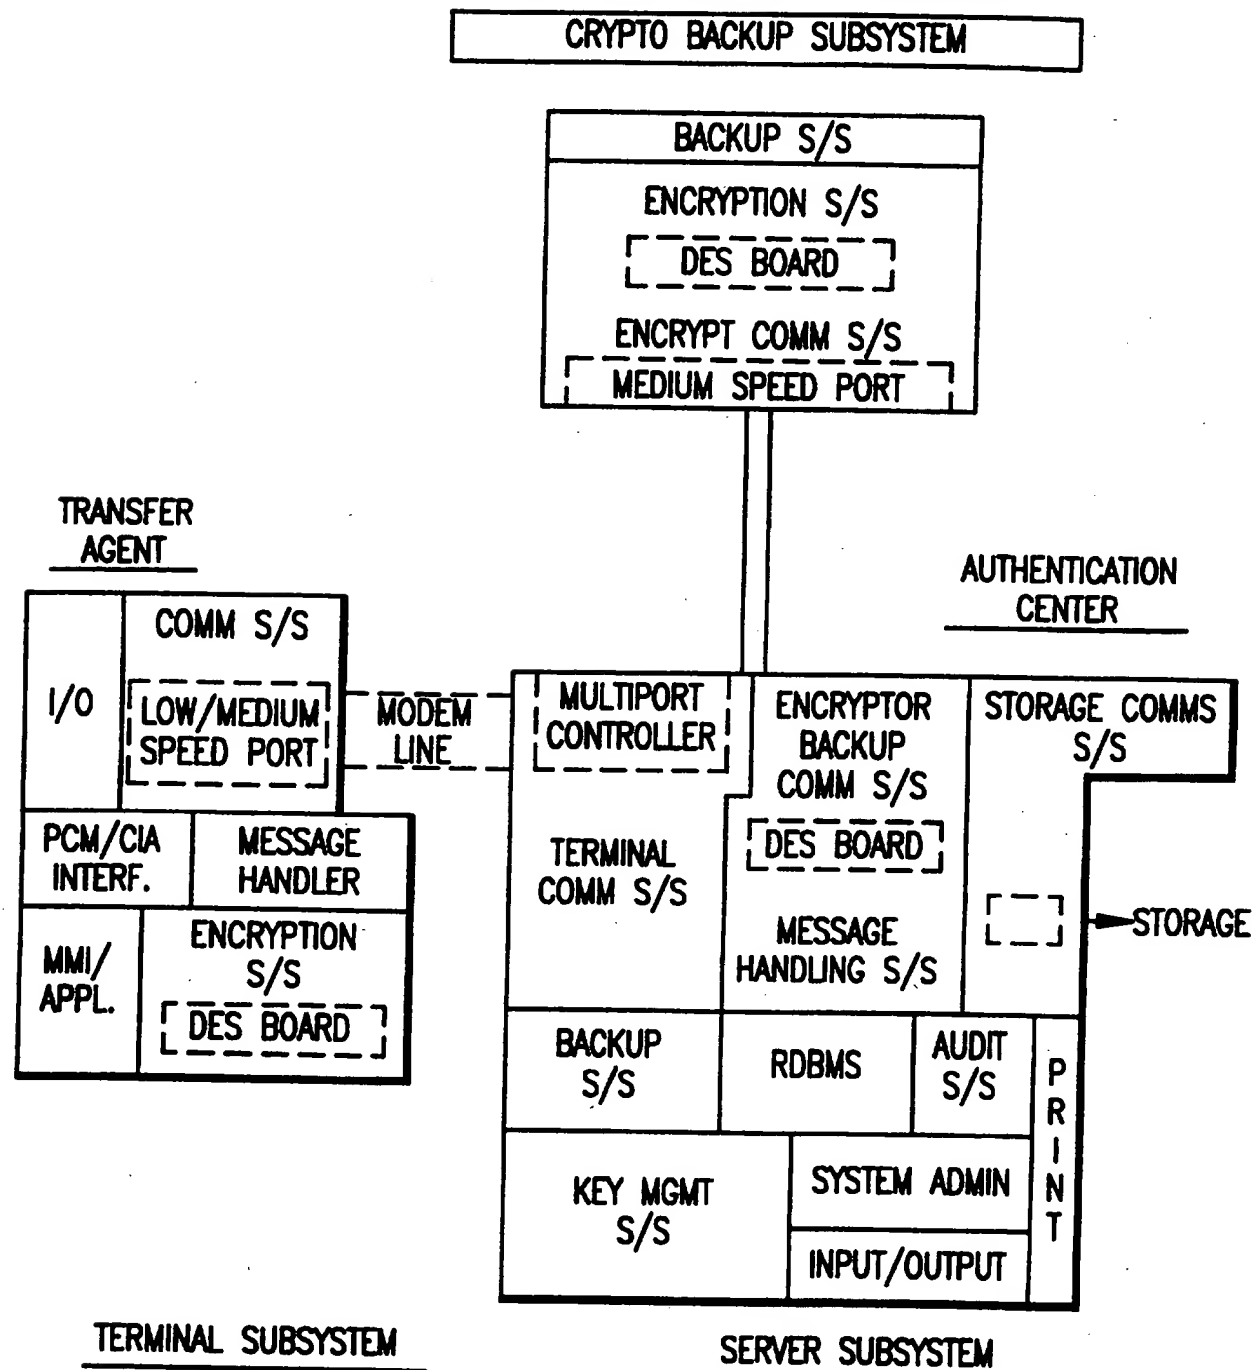 CRYPTO BACKUP SUBSYSTEM
BACKUP S/S
ENCRYPTION S/S
DES BOARD
ENCRYPT COMM S/S
MEDIUM SPEED PORT
TRANSFER
AGENT
I/O
COMM S/S
LOW/MEDIUM
SPEED PORT
PCM/CIA
INTERF.
MESSAGE
HANDLER
MMI/
APPL.
ENCRYPTION
S/S
DES BOARD
MODEM
LINE
AUTHENTICATION
CENTER
MULTIPORT
CONTROLLER
TERMINAL
COMM S/S
ENCRYPTOR
BACKUP
COMM S/S
DES BOARD
MESSAGE
HANDLING S/S
STORAGE COMMS
S/S
STORAGE
BACKUP
S/S
RDBMS
AUDIT
S/S
PRINT
KEY MGMT
S/S
SYSTEM ADMIN
INPUT/OUTPUT
TERMINAL SUBSYSTEM
SERVER SUBSYSTEM